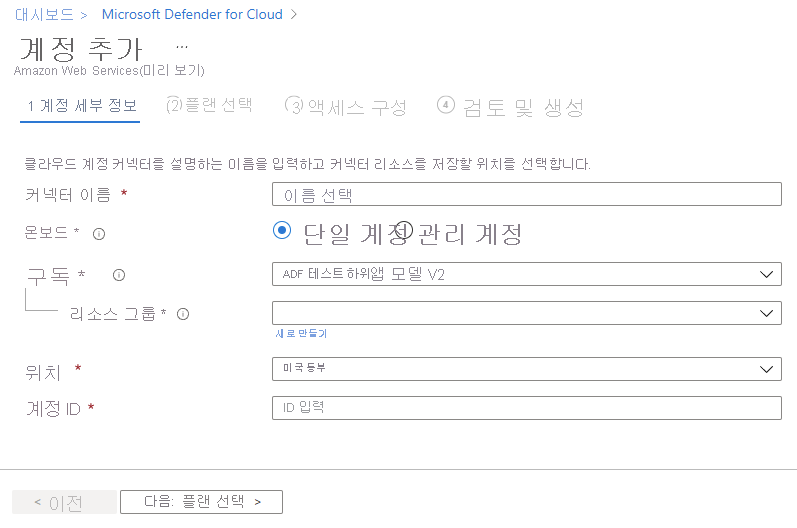 대시보드 > Microsoft Defender for Cloud >
계정 추가 ...
Amazon Web Services(미리 보기)
1 계정 세부 정보 (2)플랜 선택 (3)액세스 구성 4 검토 및 생성
클라우드 계정 커넥터를 설명하는 이름을 입력하고 커넥터 리소스를 저장할 위치를 선택합니다.
커넥터 이름 * 이름 선택
온보드 * 단일 계정 관리 계정
구독 * ADF 테스트 하위앱 모델 V2
리소스 그룹 *
새로 만들기
위치 * 미국 동부
계정 ID * ID 입력
< 이전 다음: 플랜 선택 >